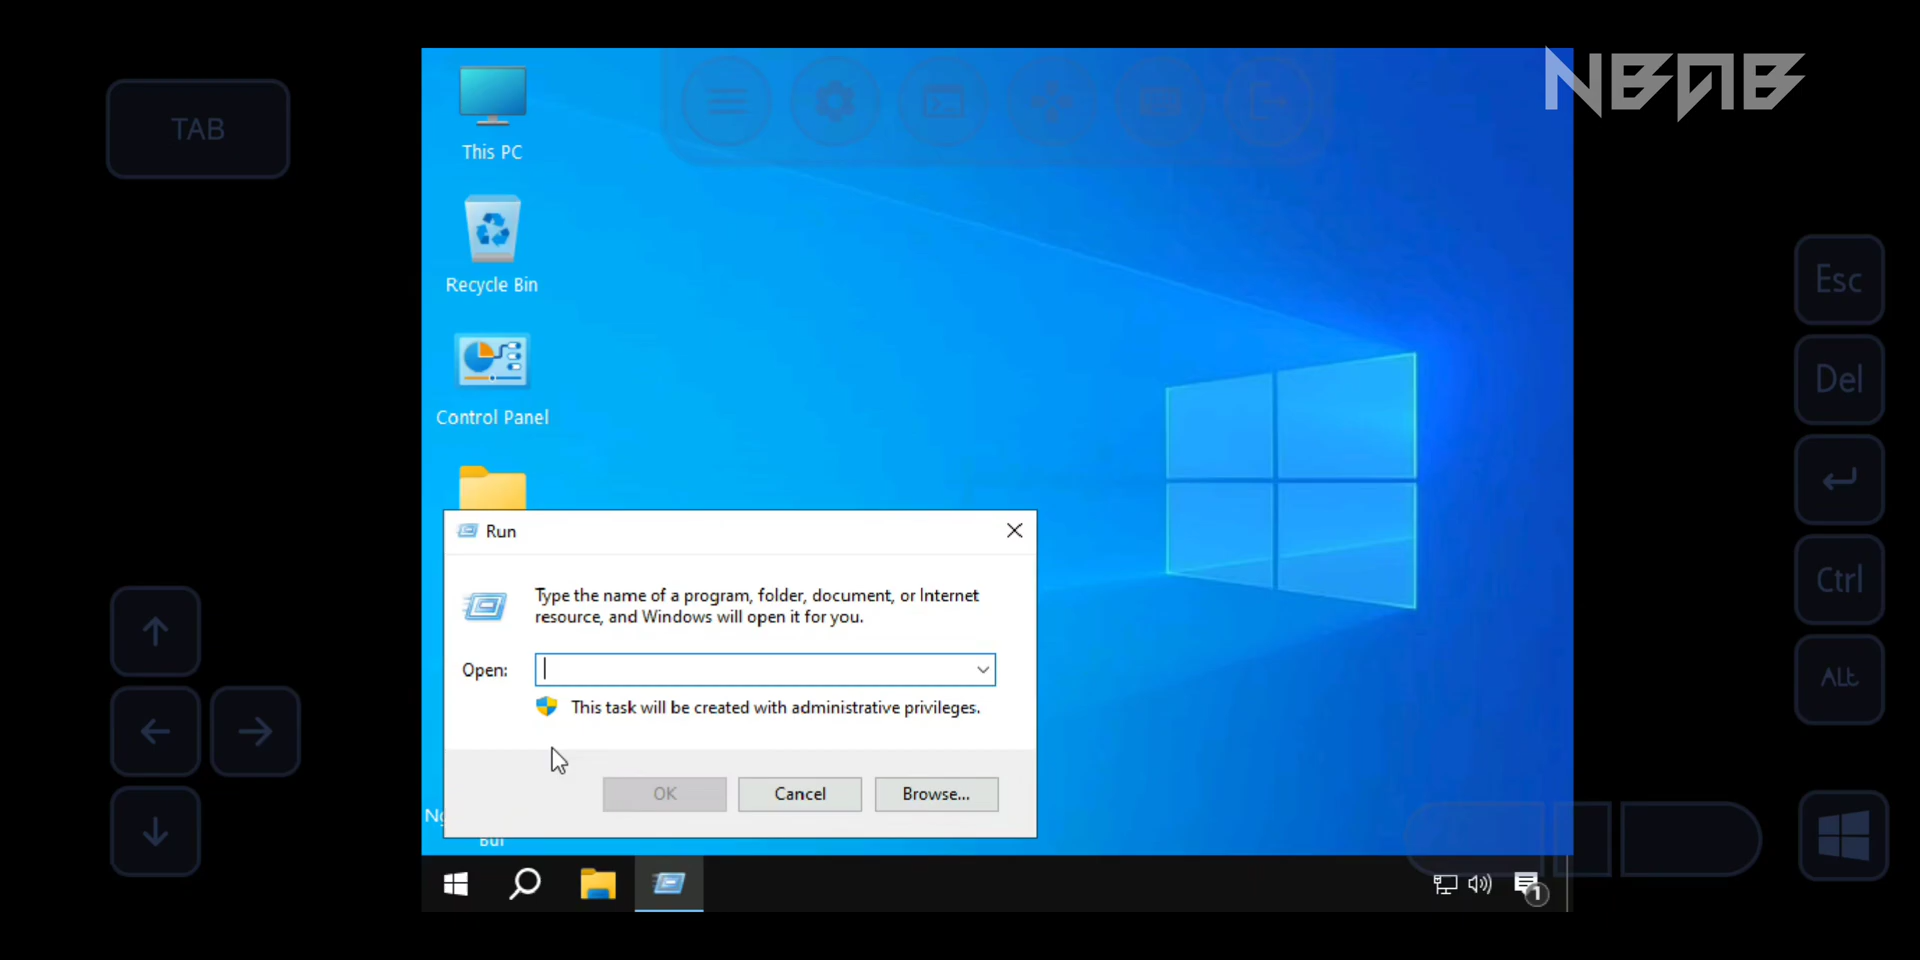 NBNB
TAB
This PC
Recycle Bin
Control Panel
Run
Type the name of a program, folder, document, or Internet
resource, and Windows will open it for you.
Open:
This task will be created with administrative privileges.
OK
Cancel
Browse...
Bui
1
Esc
Del
Ctrl
ALt